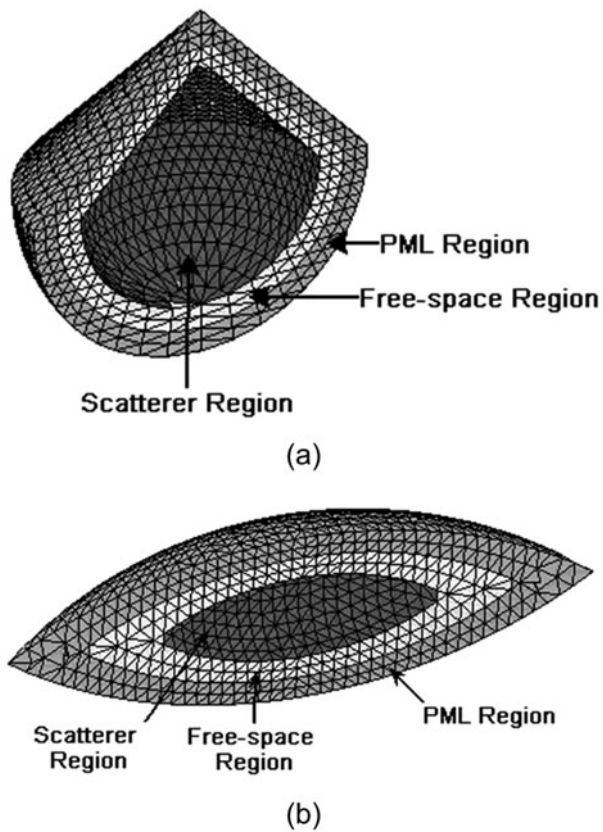 PML Region
Free-space Region
Scatterer Region
(a)
Scatterer
Region
Free-space
Region
PML Region
(b)